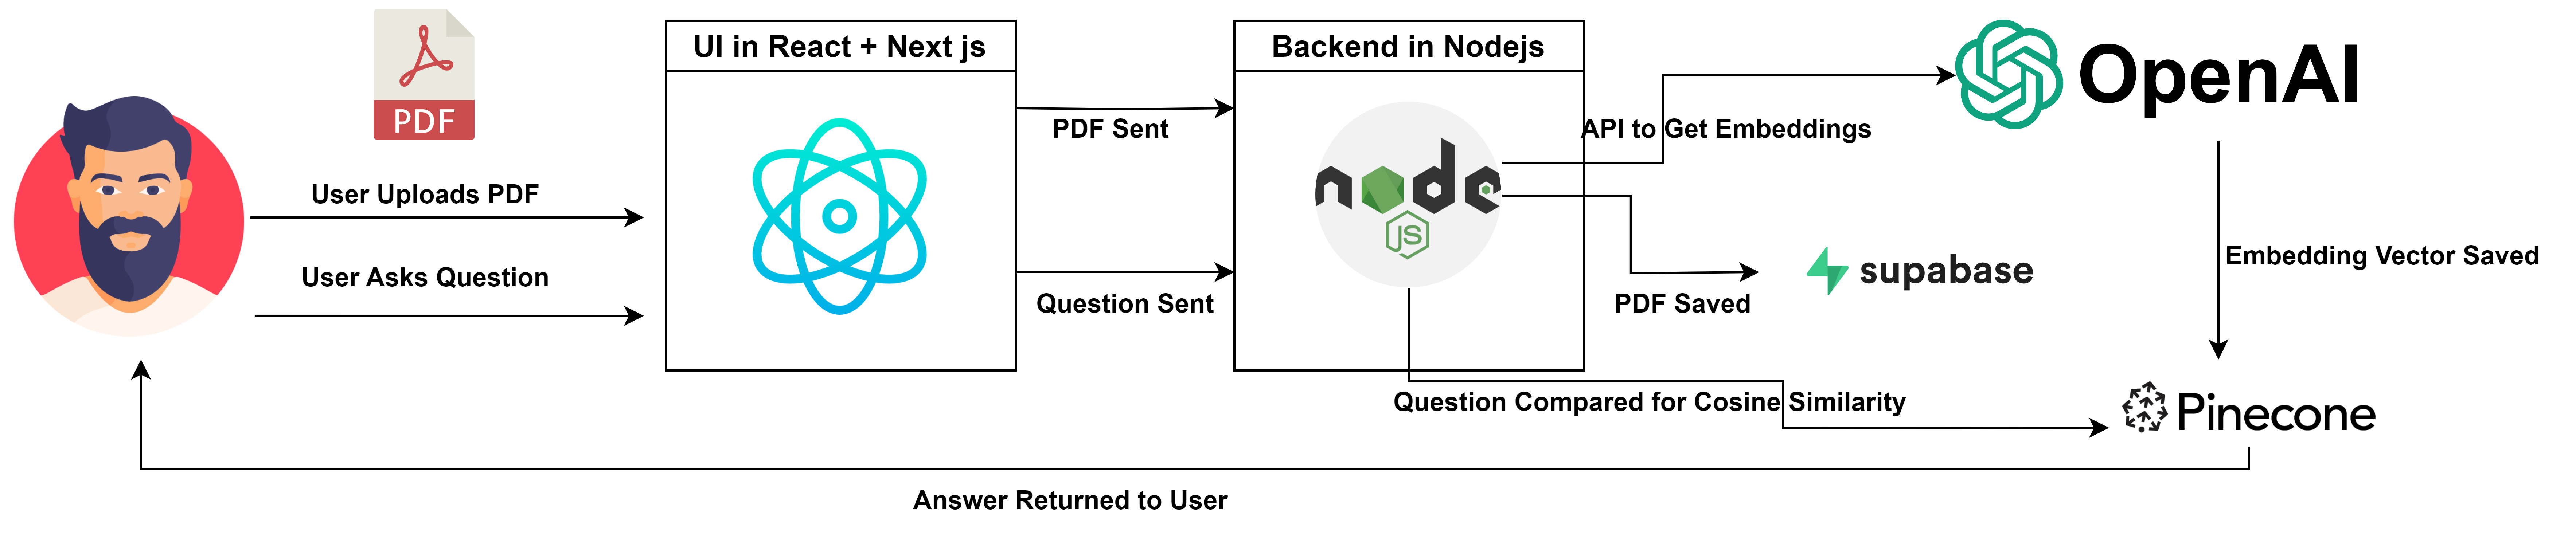 PDF
User Uploads PDF
User Asks Question
UI in React + Next js
PDF Sent
Question Sent
Backend in Nodejs
node
JS
API to Get Embeddings
OpenAI
PDF Saved
supabase
Embedding Vector Saved
Question Compared for Cosine Similarity
Pinecone
Answer Returned to User